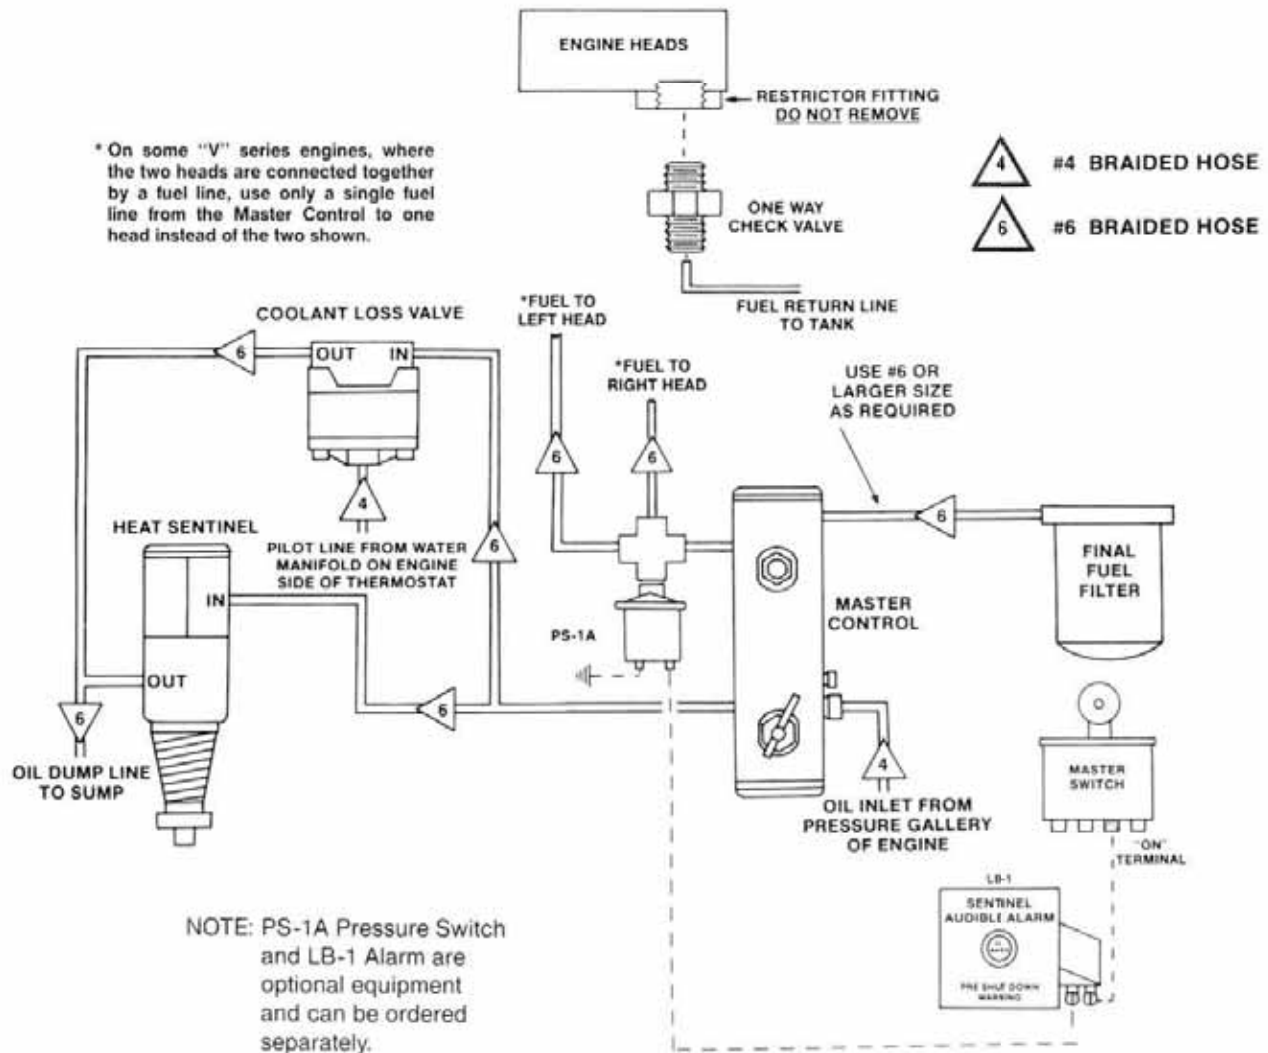 ENGINE HEADS
RESTRICTOR FITTING
DO NOT REMOVE
* On some "V" series engines, where
the two heads are connected together
by a fuel line, use only a single fuel
line from the Master Control to one
head instead of the two shown.
4
#4 BRAIDED HOSE
6
#6 BRAIDED HOSE
ONE WAY
CHECK VALVE
FUEL RETURN LINE
TO TANK
COOLANT LOSS VALVE
OUT IN
6
*FUEL TO
LEFT HEAD
*FUEL TO
RIGHT HEAD
USE #6 OR
LARGER SIZE
AS REQUIRED
6
6
4
6
6
HEAT SENTINEL
PILOT LINE FROM WATER
MANIFOLD ON ENGINE
SIDE OF THERMOSTAT
IN
OUT
6
6
OIL DUMP LINE
TO SUMP
PS-1A
MASTER
CONTROL
FINAL
FUEL
FILTER
4
OIL INLET FROM
PRESSURE GALLERY
OF ENGINE
MASTER
SWITCH
"ON"
TERMINAL
LB-1
SENTINEL
AUDIBLE ALARM
PRE SHUT DOWN
WARNING
NOTE: PS-1A Pressure Switch
and LB-1 Alarm are
optional equipment
and can be ordered
separately.